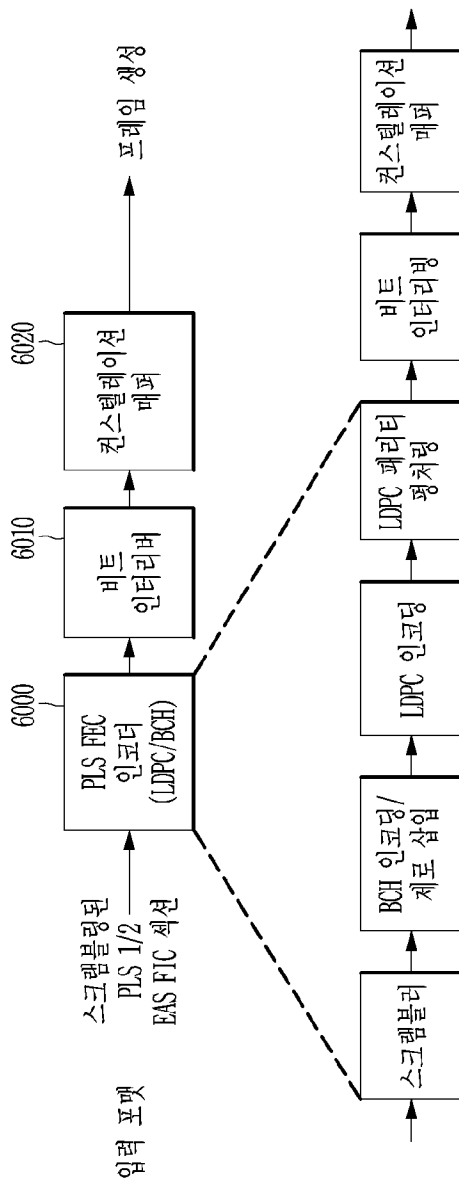 입력 포맷
스크램블링된
PLS 1/2
EAS FIC 섹션
6000
PLS FEC
인코더
(LDPC/BCH)
6010
비트
인터리버
6020
컨스텔레이션
매퍼
프레임 생성
스크램블러
BCH 인코딩/
제로 삽입
LDPC 인코딩
LDPC 패리티
펑처링
비트
인터리빙
컨스텔레이션
매퍼